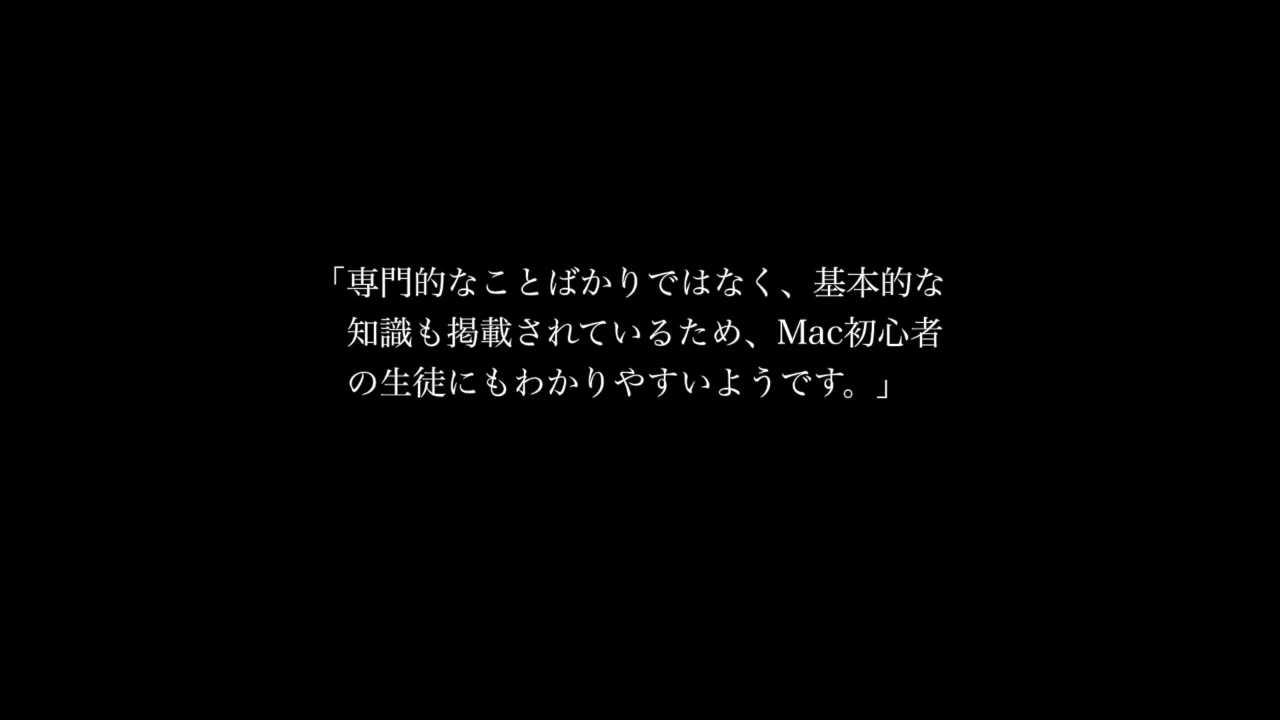 「専門的なことばかりではなく、基本的な
知識も掲載されているため、Mac初心者
の生徒にもわかりやすいようです。」